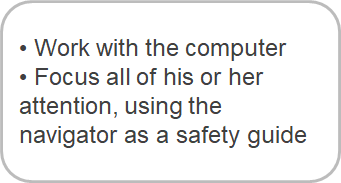 • Work with the computer
• Focus all of his or her
attention, using the
navigator as a safety guide